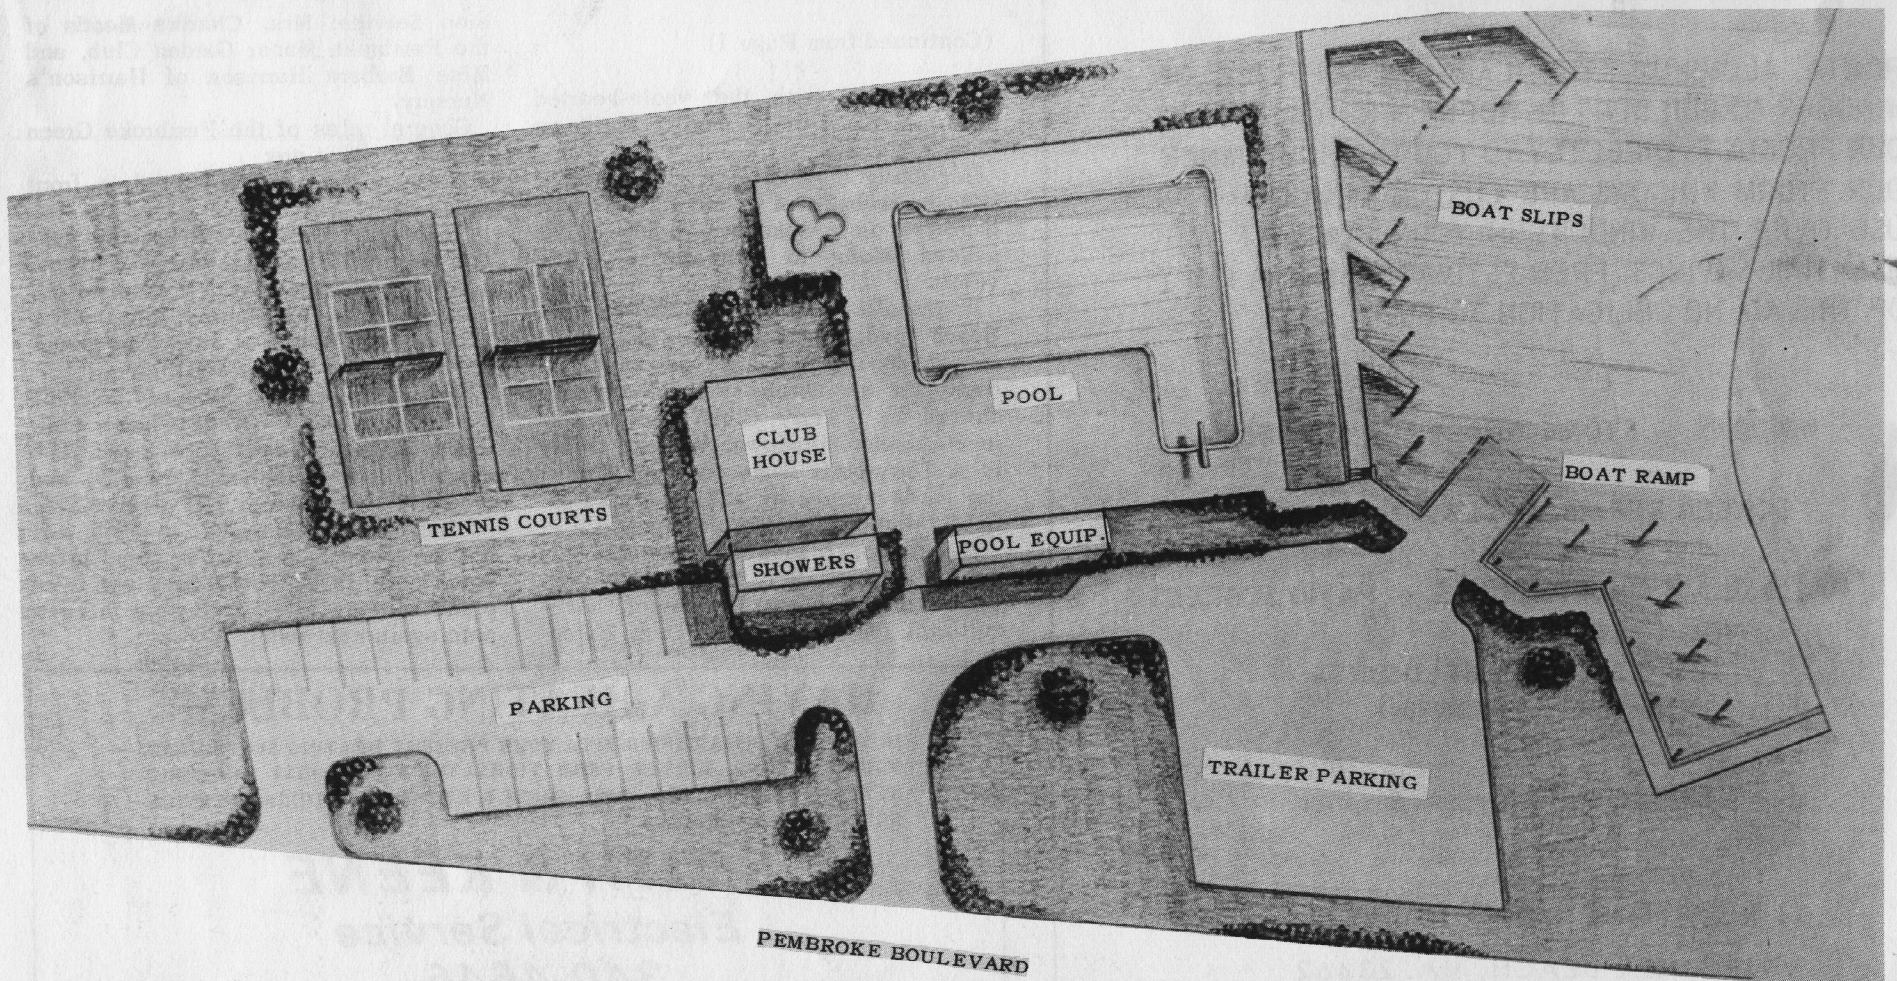 BOAT SLIPS
POOL
CLUB
HOUSE
BOAT RAMP
TENNIS COURTS
POOL EQUIP.
SHOWERS
PARKING
TRAILER PARKING
PEMBROKE BOULEVARD